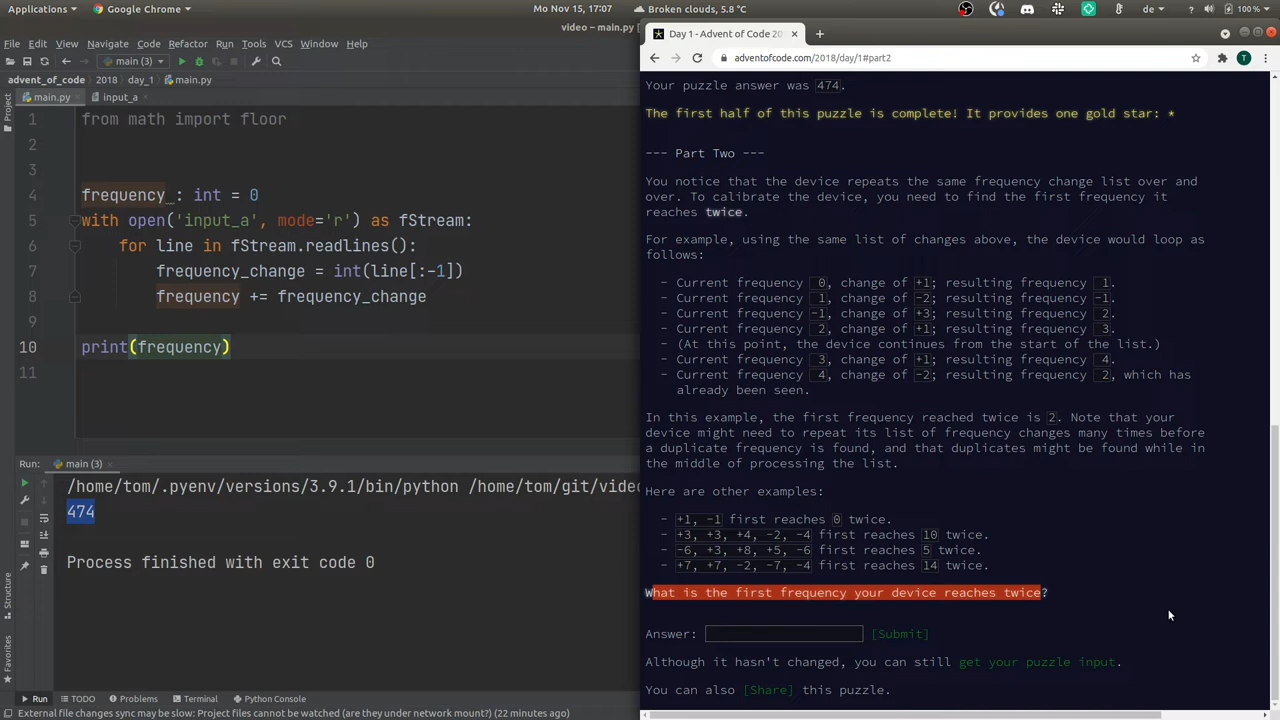 Applications
Google Chrome
Mo Nov 15, 17:07
Broken clouds, 5.8 °C
de
?
100 %
video – main.py
File Edit View Navigate Code Refactor Run Tools VCS Window Help
main (3)
advent_of_code
2018
day_1
main.py
main.py
input_a
Project
1 from math import floor
2
3
4 frequency_: int = 0
5 with open('input_a', mode='r') as fStream:
6 for line in fStream.readlines():
7 frequency_change = int(line[:-1])
8 frequency += frequency_change
9
10 print(frequency)
11
Run:
main (3)
/home/tom/.pyenv/versions/3.9.1/bin/python /home/tom/git/vide
474
Process finished with exit code 0
Structure
Favorites
Run
TODO
Problems
Terminal
Python Console
External file changes sync may be slow: Project files cannot be watched (are they under network mount?) (22 minutes ago)
Day 1 - Advent of Code 20
adventofcode.com/2018/day/1#part2
T
Your puzzle answer was 474.
The first half of this puzzle is complete! It provides one gold star: *
--- Part Two ---
You notice that the device repeats the same frequency change list over and
over. To calibrate the device, you need to find the first frequency it
reaches twice.
For example, using the same list of changes above, the device would loop as
follows:
- Current frequency 0, change of +1; resulting frequency 1.
- Current frequency 1, change of -2; resulting frequency -1.
- Current frequency -1, change of +3; resulting frequency 2.
- Current frequency 2, change of +1; resulting frequency 3.
- (At this point, the device continues from the start of the list.)
- Current frequency 3, change of +1; resulting frequency 4.
- Current frequency 4, change of -2; resulting frequency 2, which has
already been seen.
In this example, the first frequency reached twice is 2. Note that your
device might need to repeat its list of frequency changes many times before
a duplicate frequency is found, and that duplicates might be found while in
the middle of processing the list.
Here are other examples:
- +1, -1 first reaches 0 twice.
- +3, +3, +4, -2, -4 first reaches 10 twice.
- -6, +3, +8, +5, -6 first reaches 5 twice.
- +7, +7, -2, -7, -4 first reaches 14 twice.
What is the first frequency your device reaches twice?
Answer: [Submit]
Although it hasn't changed, you can still get your puzzle input.
You can also [Share] this puzzle.